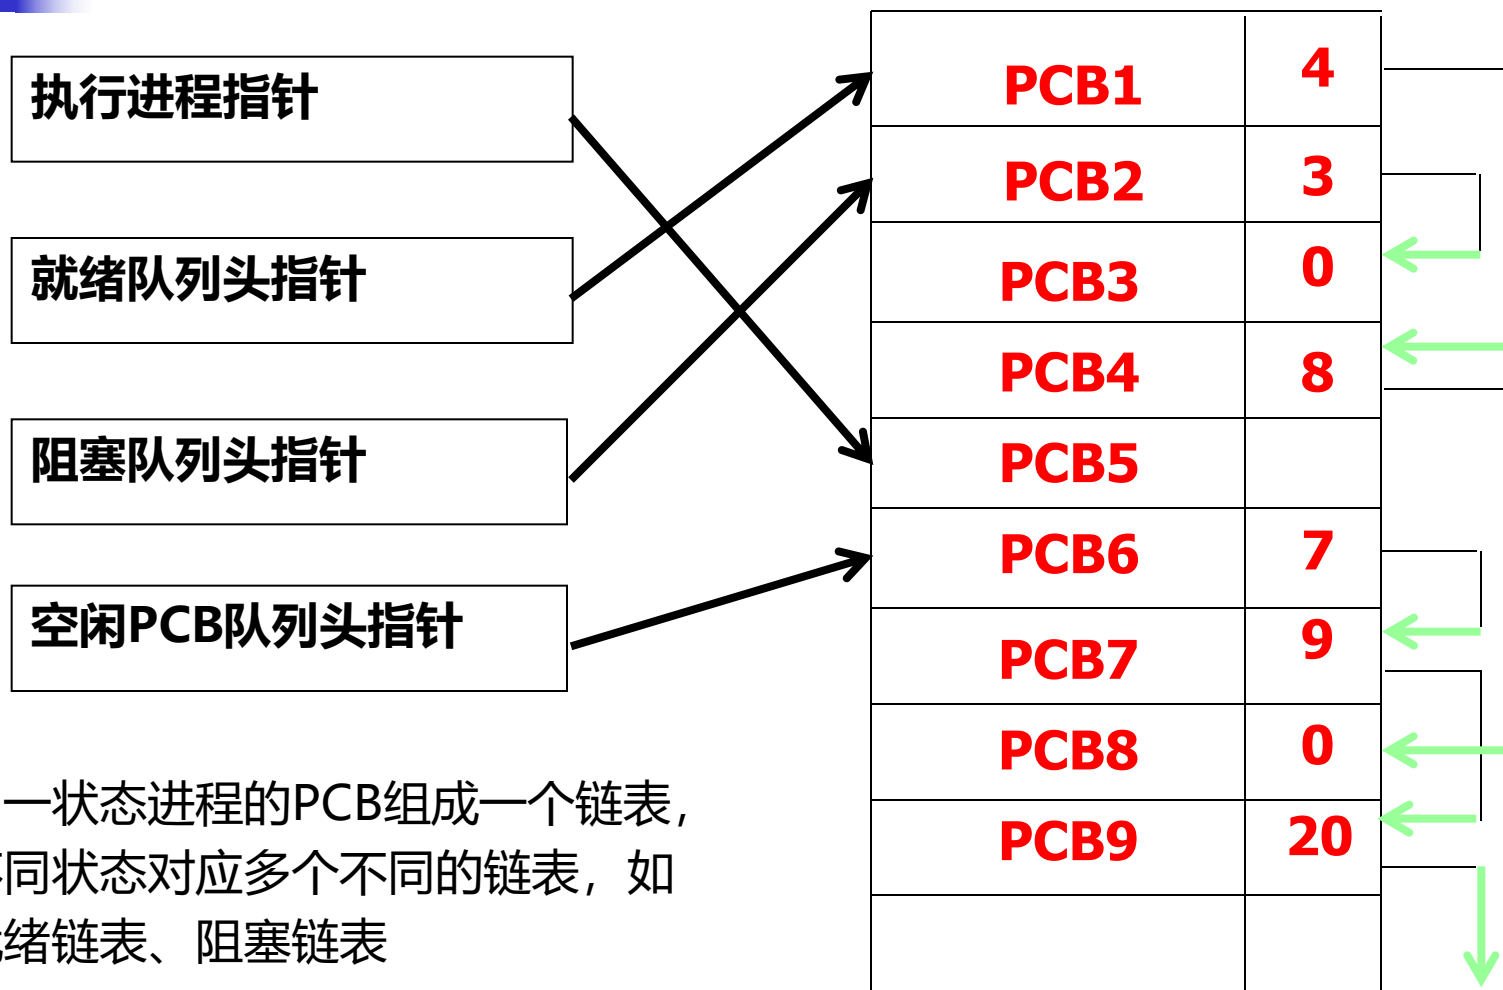 执行进程指针
就绪队列头指针
阻塞队列头指针
空闲PCB队列头指针
PCB1 4
PCB2 3
PCB3 0
PCB4 8
PCB5
PCB6 7
PCB7 9
PCB8 0
PCB9 20
一状态进程的PCB组成一个链表，
不同状态对应多个不同的链表，如
就绪链表、阻塞链表